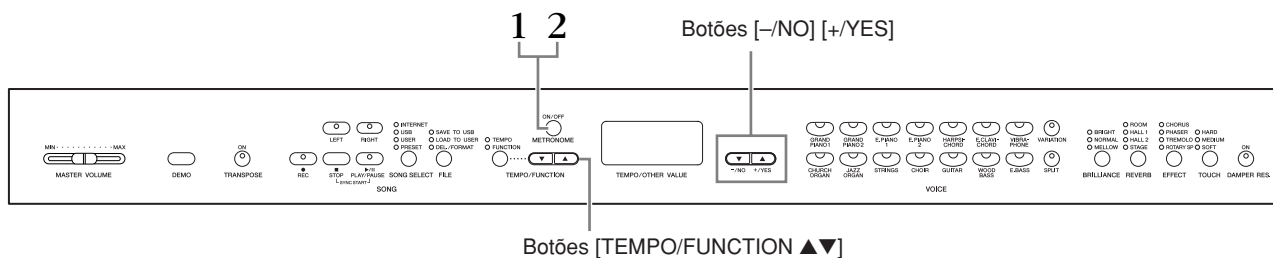 1 2
Botões [–/NO] [+/YES]
MIN MAX
MASTER VOLUME
DEMO
ON
TRANSPOSE
LEFT
RIGHT
REC
STOP
PLAY/PAUSE
SYNC START
SONG
INTERNET
USB
USER
PRESET
SONG SELECT
SAVE TO USB
LOAD TO USER
DEL./FORMAT
FILE
TEMPO
FUNCTION
ON/OFF
METRONOME
▼ ▲
TEMPO/FUNCTION
TEMPO/OTHER VALUE
▼ ▲
–/NO +/YES
GRAND PIANO 1
GRAND PIANO 2
E.PIANO 1
E.PIANO 2
HARPSI-CHORD
E.CLAVI-CHORD
VIBRA-PHONE
VARIATION
CHURCH ORGAN
JAZZ ORGAN
STRINGS
CHOIR
GUITAR
WOOD BASS
E.BASS
SPLIT
VOICE
BRIGHT
NORMAL
MELLOW
BRILLIANCE
ROOM
HALL 1
HALL 2
STAGE
REVERB
CHORUS
PHASER
TREMOLO
ROTARY SP
EFFECT
HARD
MEDIUM
SOFT
TOUCH
ON
DAMPER RES.
Botões [TEMPO/FUNCTION ▲▼]